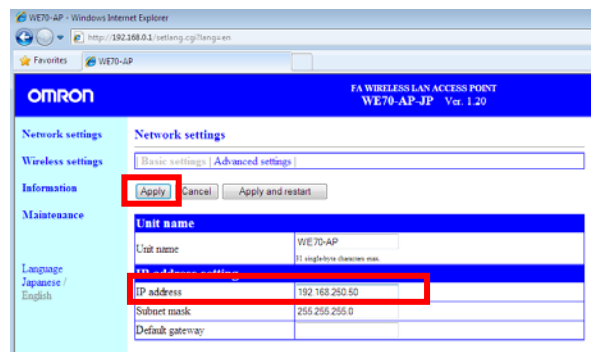 WE70-AP - Windows Internet Explorer
http://192.168.0.1/setlang.cgi?lang=en
Favorites WE70-AP
OMRON
FA WIRELESS LAN ACCESS POINT
WE70-AP-JP Ver. 1.20
Network settings
Wireless settings
Information
Maintenance
Language
Japanese /
English
Network settings
| Basic settings | Advanced settings |
Apply Cancel Apply and restart
Unit name
Unit name WE70-AP
31 single-byte characters max.
IP address setting
IP address 192.168.250.50
Subnet mask 255.255.255.0
Default gateway